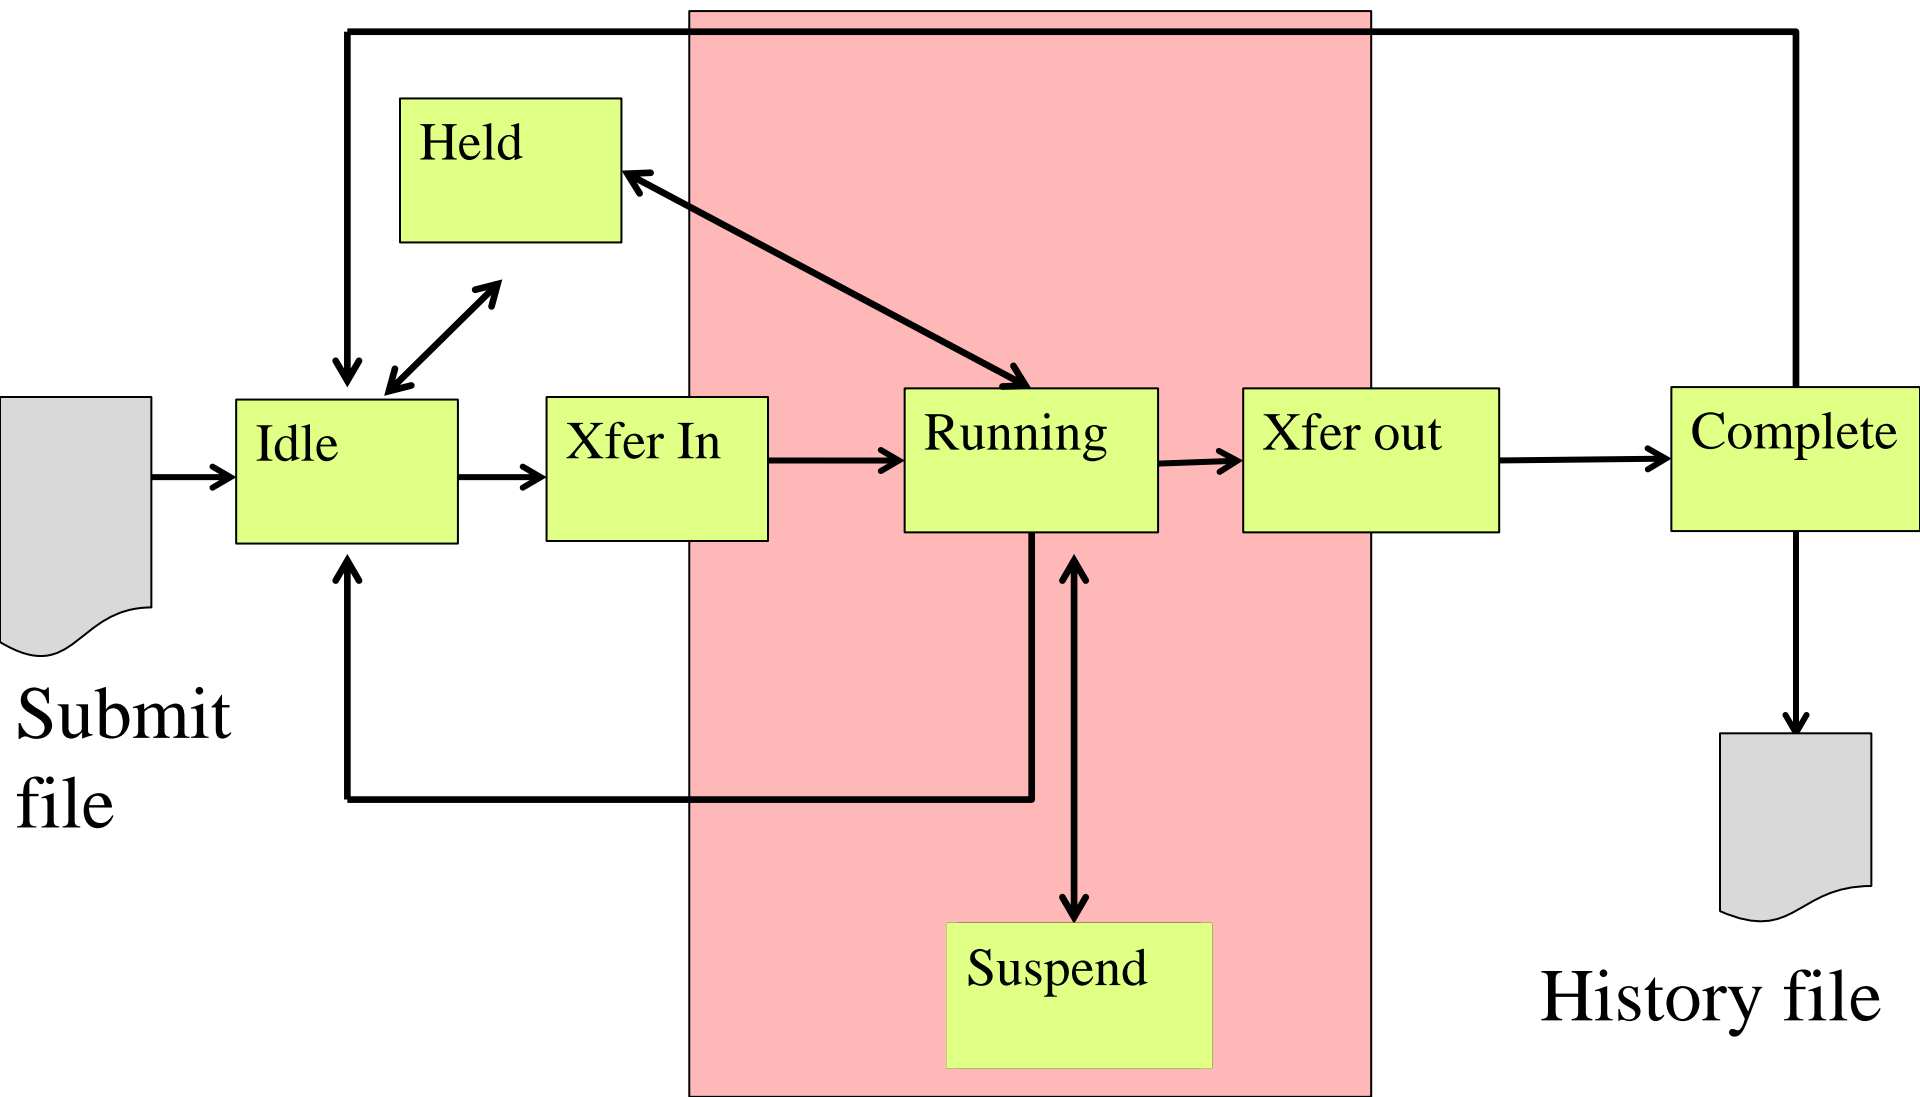 Held
Idle
Xfer In
Running
Xfer out
Complete
Submit
file
Suspend
History file